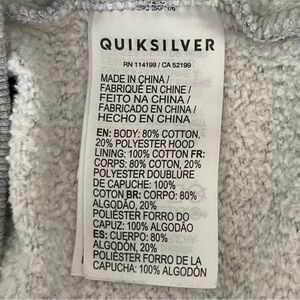 QUIKSILVER
RN 114199 / CA 52199
MADE IN CHINA /
FABRIQUÉ EN CHINE /
FEITO NA CHINA /
FABRICADO EN CHINA /
HECHO EN CHINA
EN: BODY: 80% COTTON,
20% POLYESTER HOOD
LINING: 100% COTTON FR:
CORPS: 80% COTON, 20%
POLYESTER DOUBLURE
DE CAPUCHE: 100%
COTON BR: CORPO: 80%
ALGODÃO, 20%
POLIÉSTER FORRO DO
CAPUZ: 100% ALGODÃO
ES: CUERPO: 80%
ALGODÓN, 20%
POLIÉSTER FORRO DE LA
CAPUCHA: 100% ALGODÓN